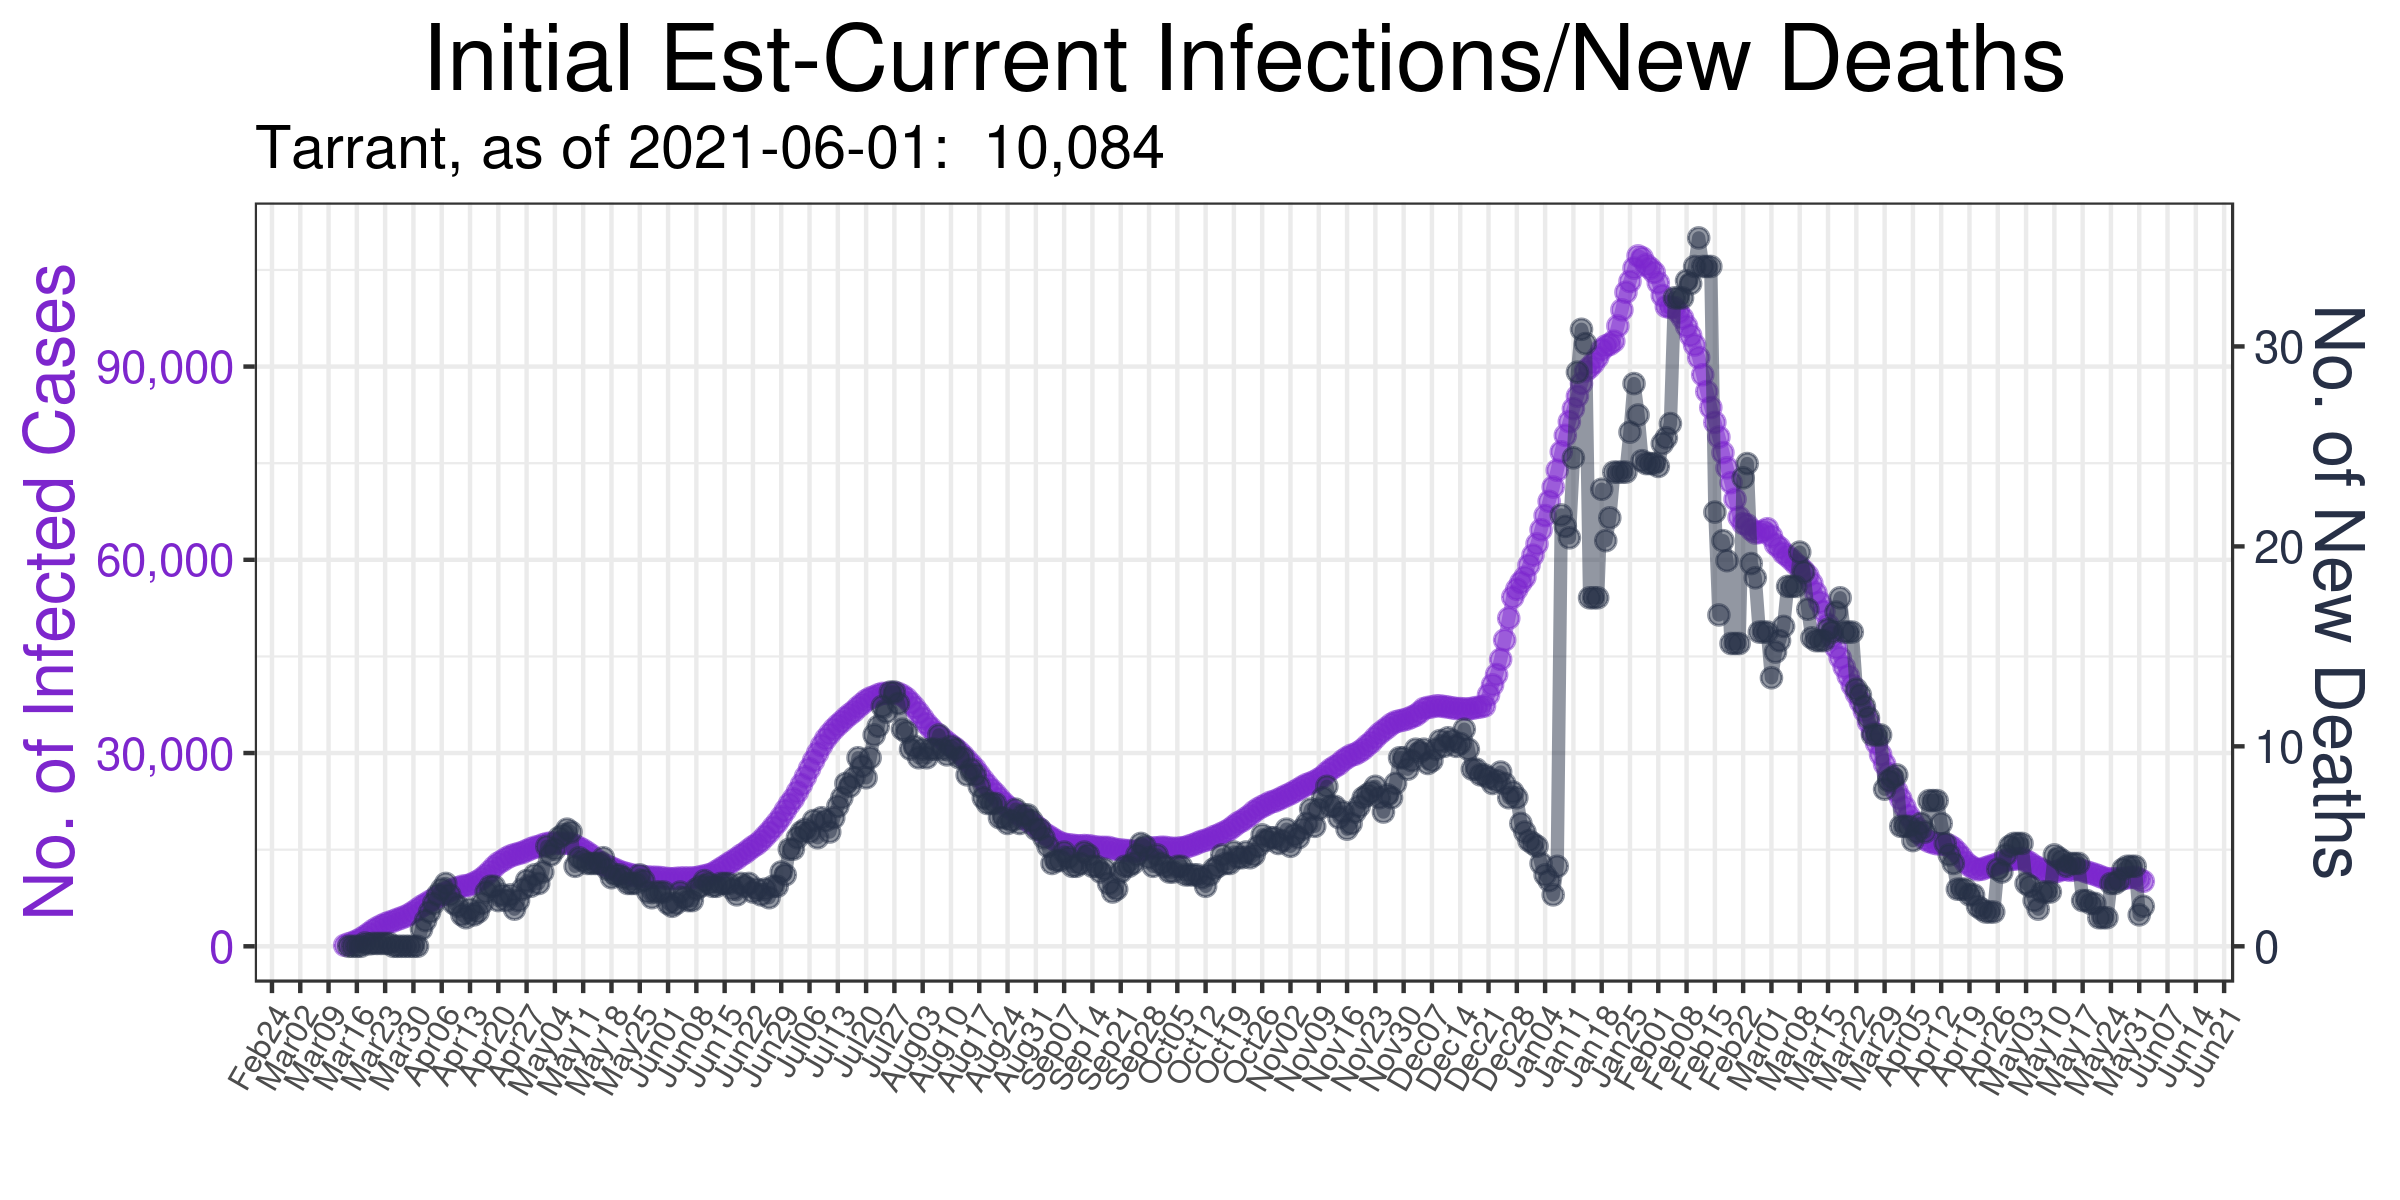 Initial Est-Current Infections/New Deaths
Tarrant, as of 2021-06-01:  10,084
No. of Infected Cases
90,000
60,000
30,000
0
30
20
10
0
No. of New Deaths
Feb24
Mar02
Mar09
Mar16
Mar23
Mar30
Apr06
Apr13
Apr20
Apr27
May04
May11
May18
May25
Jun01
Jun08
Jun15
Jun22
Jun29
Jul06
Jul13
Jul20
Jul27
Aug03
Aug10
Aug17
Aug24
Aug31
Sep07
Sep14
Sep21
Sep28
Oct05
Oct12
Oct19
Oct26
Nov02
Nov09
Nov16
Nov23
Nov30
Dec07
Dec14
Dec21
Dec28
Jan04
Jan11
Jan18
Jan25
Feb01
Feb08
Feb15
Feb22
Mar01
Mar08
Mar15
Mar22
Mar29
Apr05
Apr12
Apr19
Apr26
May03
May10
May17
May24
May31
Jun07
Jun14
Jun21